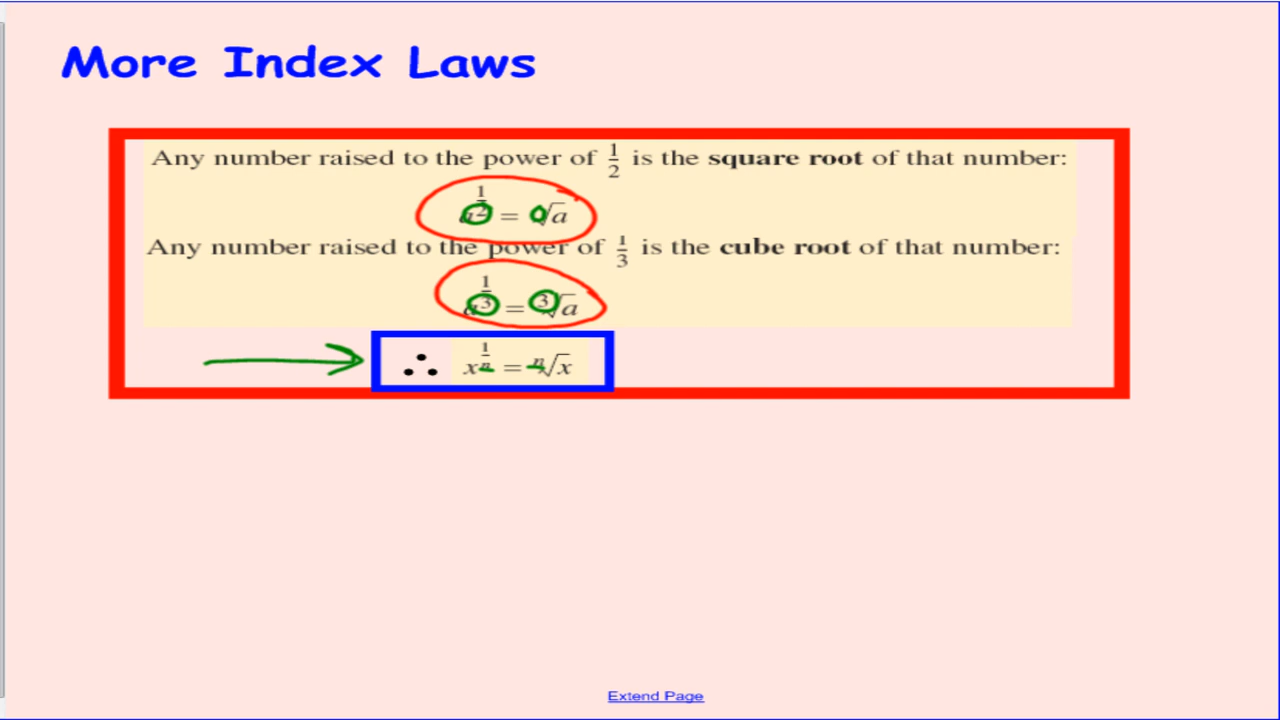 More Index Laws
Any number raised to the power of 1/2 is the square root of that number:
a^(1/2) = √a
Any number raised to the power of 1/3 is the cube root of that number:
a^(1/3) = ³√a
∴ x^(1/n) = ⁿ√x
Extend Page